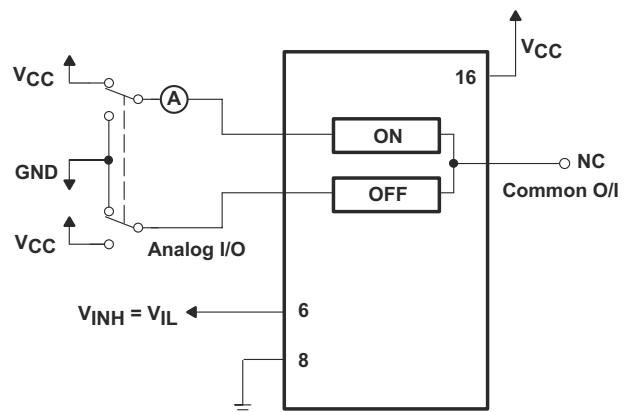 VCC
16
VCC
A
ON
GND
NC
Common O/I
OFF
VCC
Analog I/O
VINH = VIL
6
8